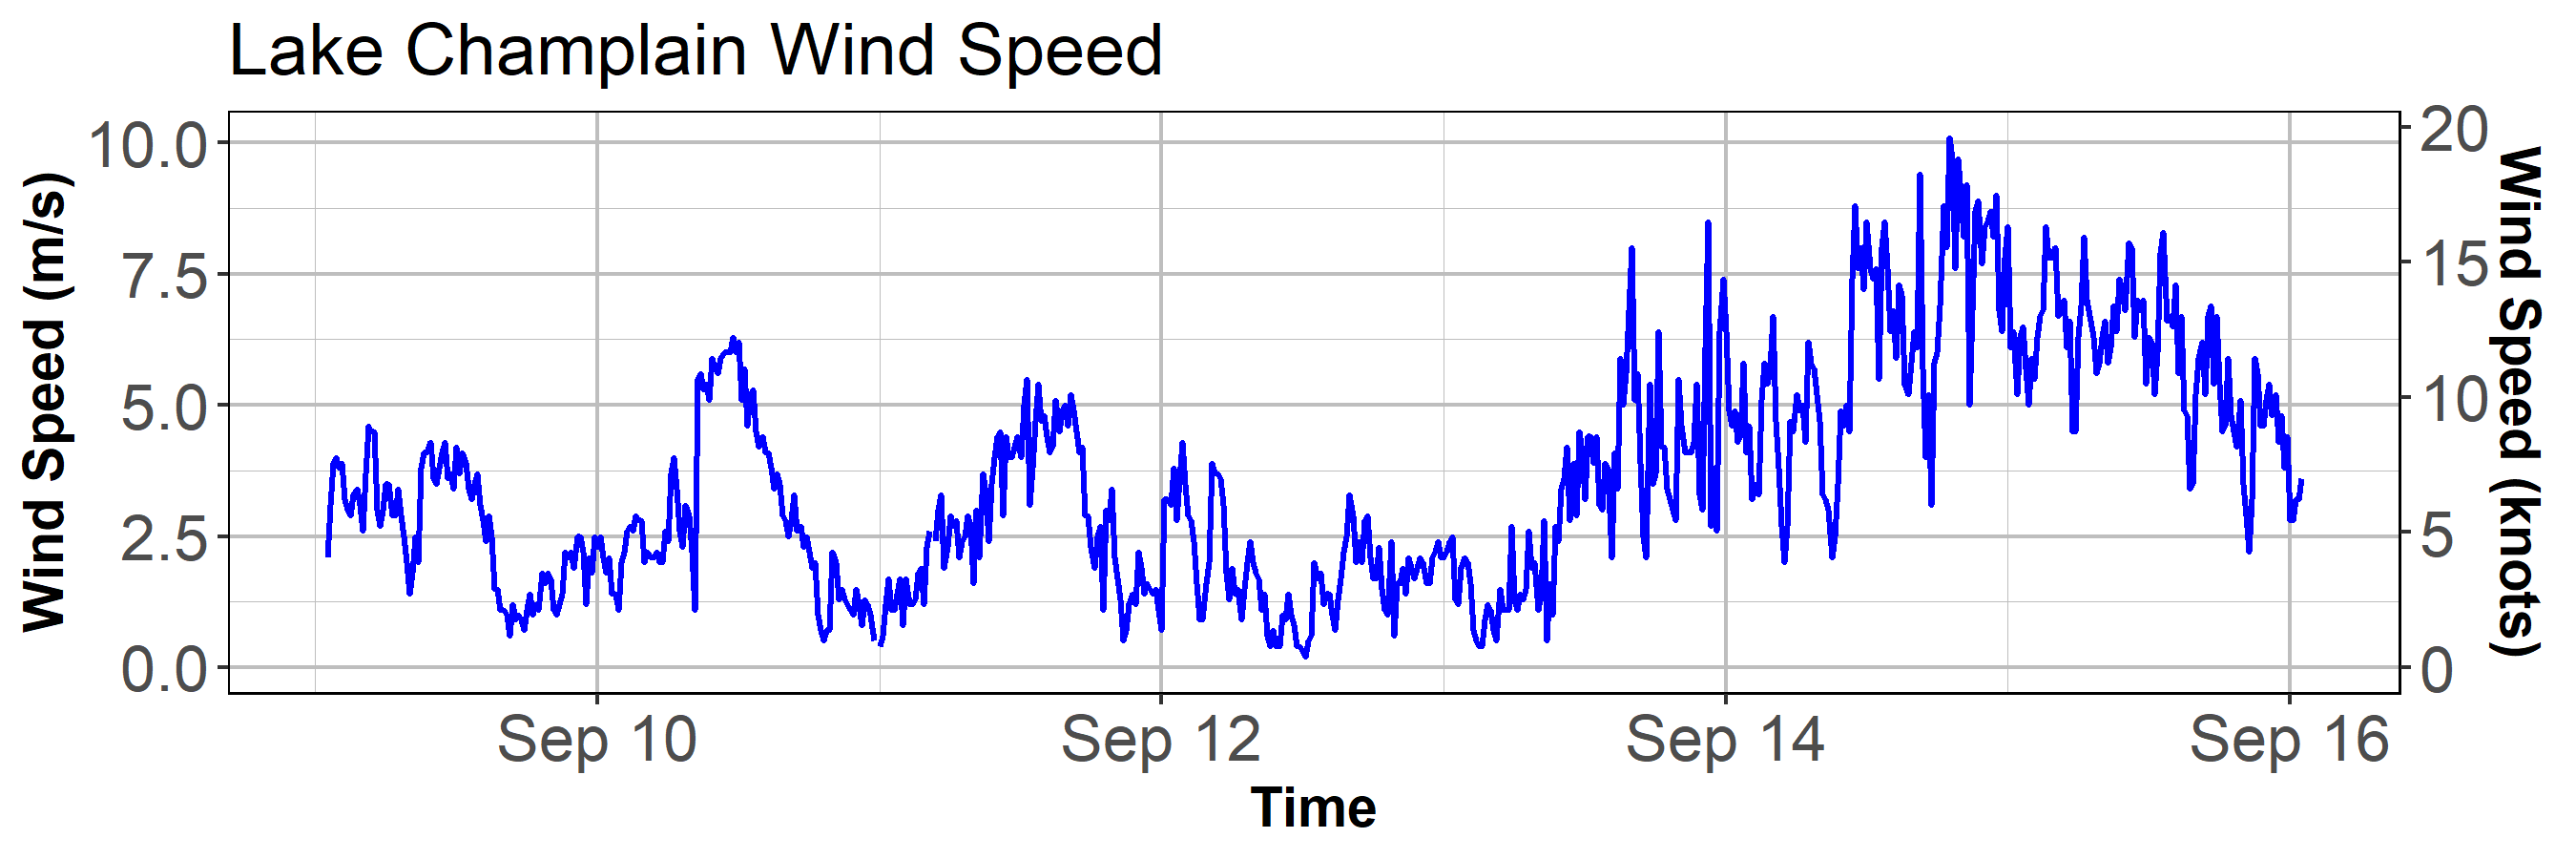 Lake Champlain Wind Speed
Wind Speed (m/s)
10.0
7.5
5.0
2.5
0.0
20
15
10
5
0
Wind Speed (knots)
Sep 10
Sep 12
Sep 14
Sep 16
Time